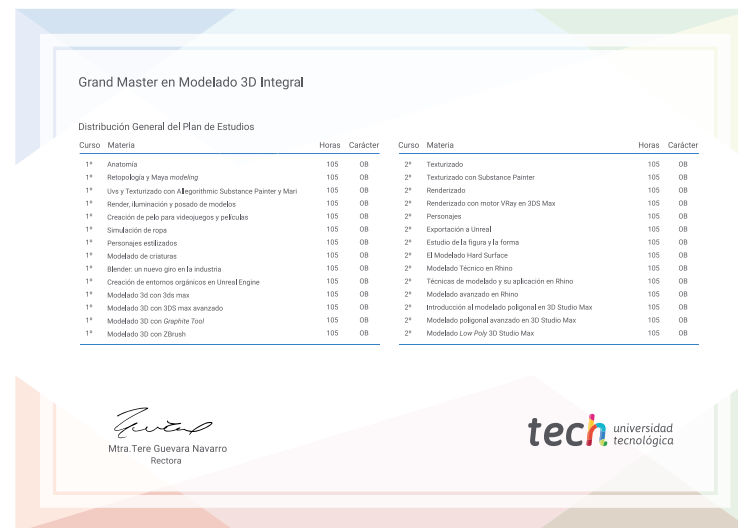 Grand Master en Modelado 3D Integral
Distribución General del Plan de Estudios
Curso Materia Horas Carácter
1º Anatomía 105 OB
1º Retopología y Maya modeling 105 OB
1º Uvs y Texturizado con Allegorithmic Substance Painter y Mari 105 OB
1º Render, iluminación y posado de modelos 105 OB
1º Creación de pelo para videojuegos y películas 105 OB
1º Simulación de ropa 105 OB
1º Personajes estilizados 105 OB
1º Modelado de criaturas 105 OB
1º Blender: un nuevo giro en la industria 105 OB
1º Creación de entornos orgánicos en Unreal Engine 105 OB
1º Modelado 3d con 3ds max 105 OB
1º Modelado 3D con 3DS max avanzado 105 OB
1º Modelado 3D con Graphite Tool 105 OB
1º Modelado 3D con ZBrush 105 OB
Curso Materia Horas Carácter
2º Texturizado 105 OB
2º Texturizado con Substance Painter 105 OB
2º Renderizado 105 OB
2º Renderizado con motor VRay en 3DS Max 105 OB
2º Personajes 105 OB
2º Exportación a Unreal 105 OB
2º Estudio de la figura y la forma 105 OB
2º El Modelado Hard Surface 105 OB
2º Modelado Técnico en Rhino 105 OB
2º Técnicas de modelado y su aplicación en Rhino 105 OB
2º Modelado avanzado en Rhino 105 OB
2º Introducción al modelado poligonal en 3D Studio Max 105 OB
2º Modelado poligonal avanzado en 3D Studio Max 105 OB
2º Modelado Low Poly 3D Studio Max 105 OB
Mtra.Tere Guevara Navarro
Rectora
tech universidad
tecnológica